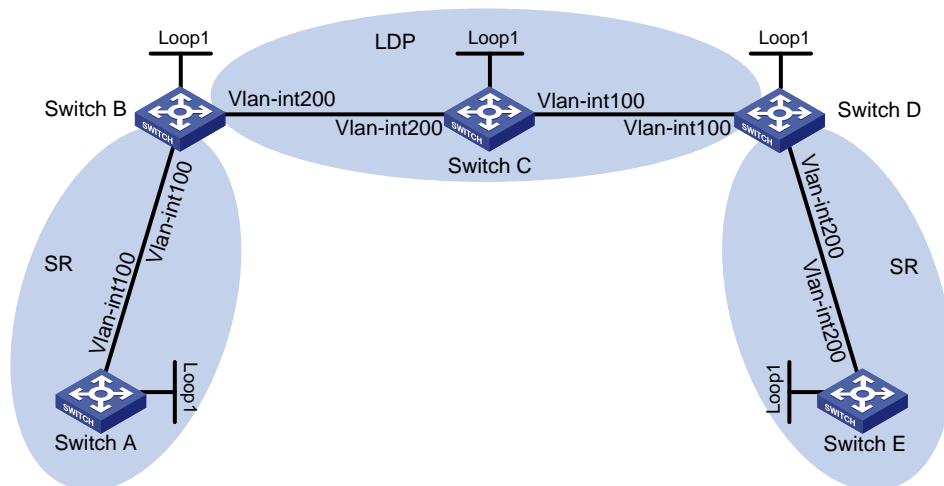 Loop1
LDP
Loop1
Loop1
Switch B
Vlan-int200
Vlan-int200
SWITCH
SWITCH
Vlan-int100
Vlan-int100
SWITCH
Switch D
Switch C
Vlan-int100
Vlan-int100
SR
Vlan-int200
Vlan-int200
SR
SWITCH
Loop1
Switch A
Loop1
SWITCH
Switch E